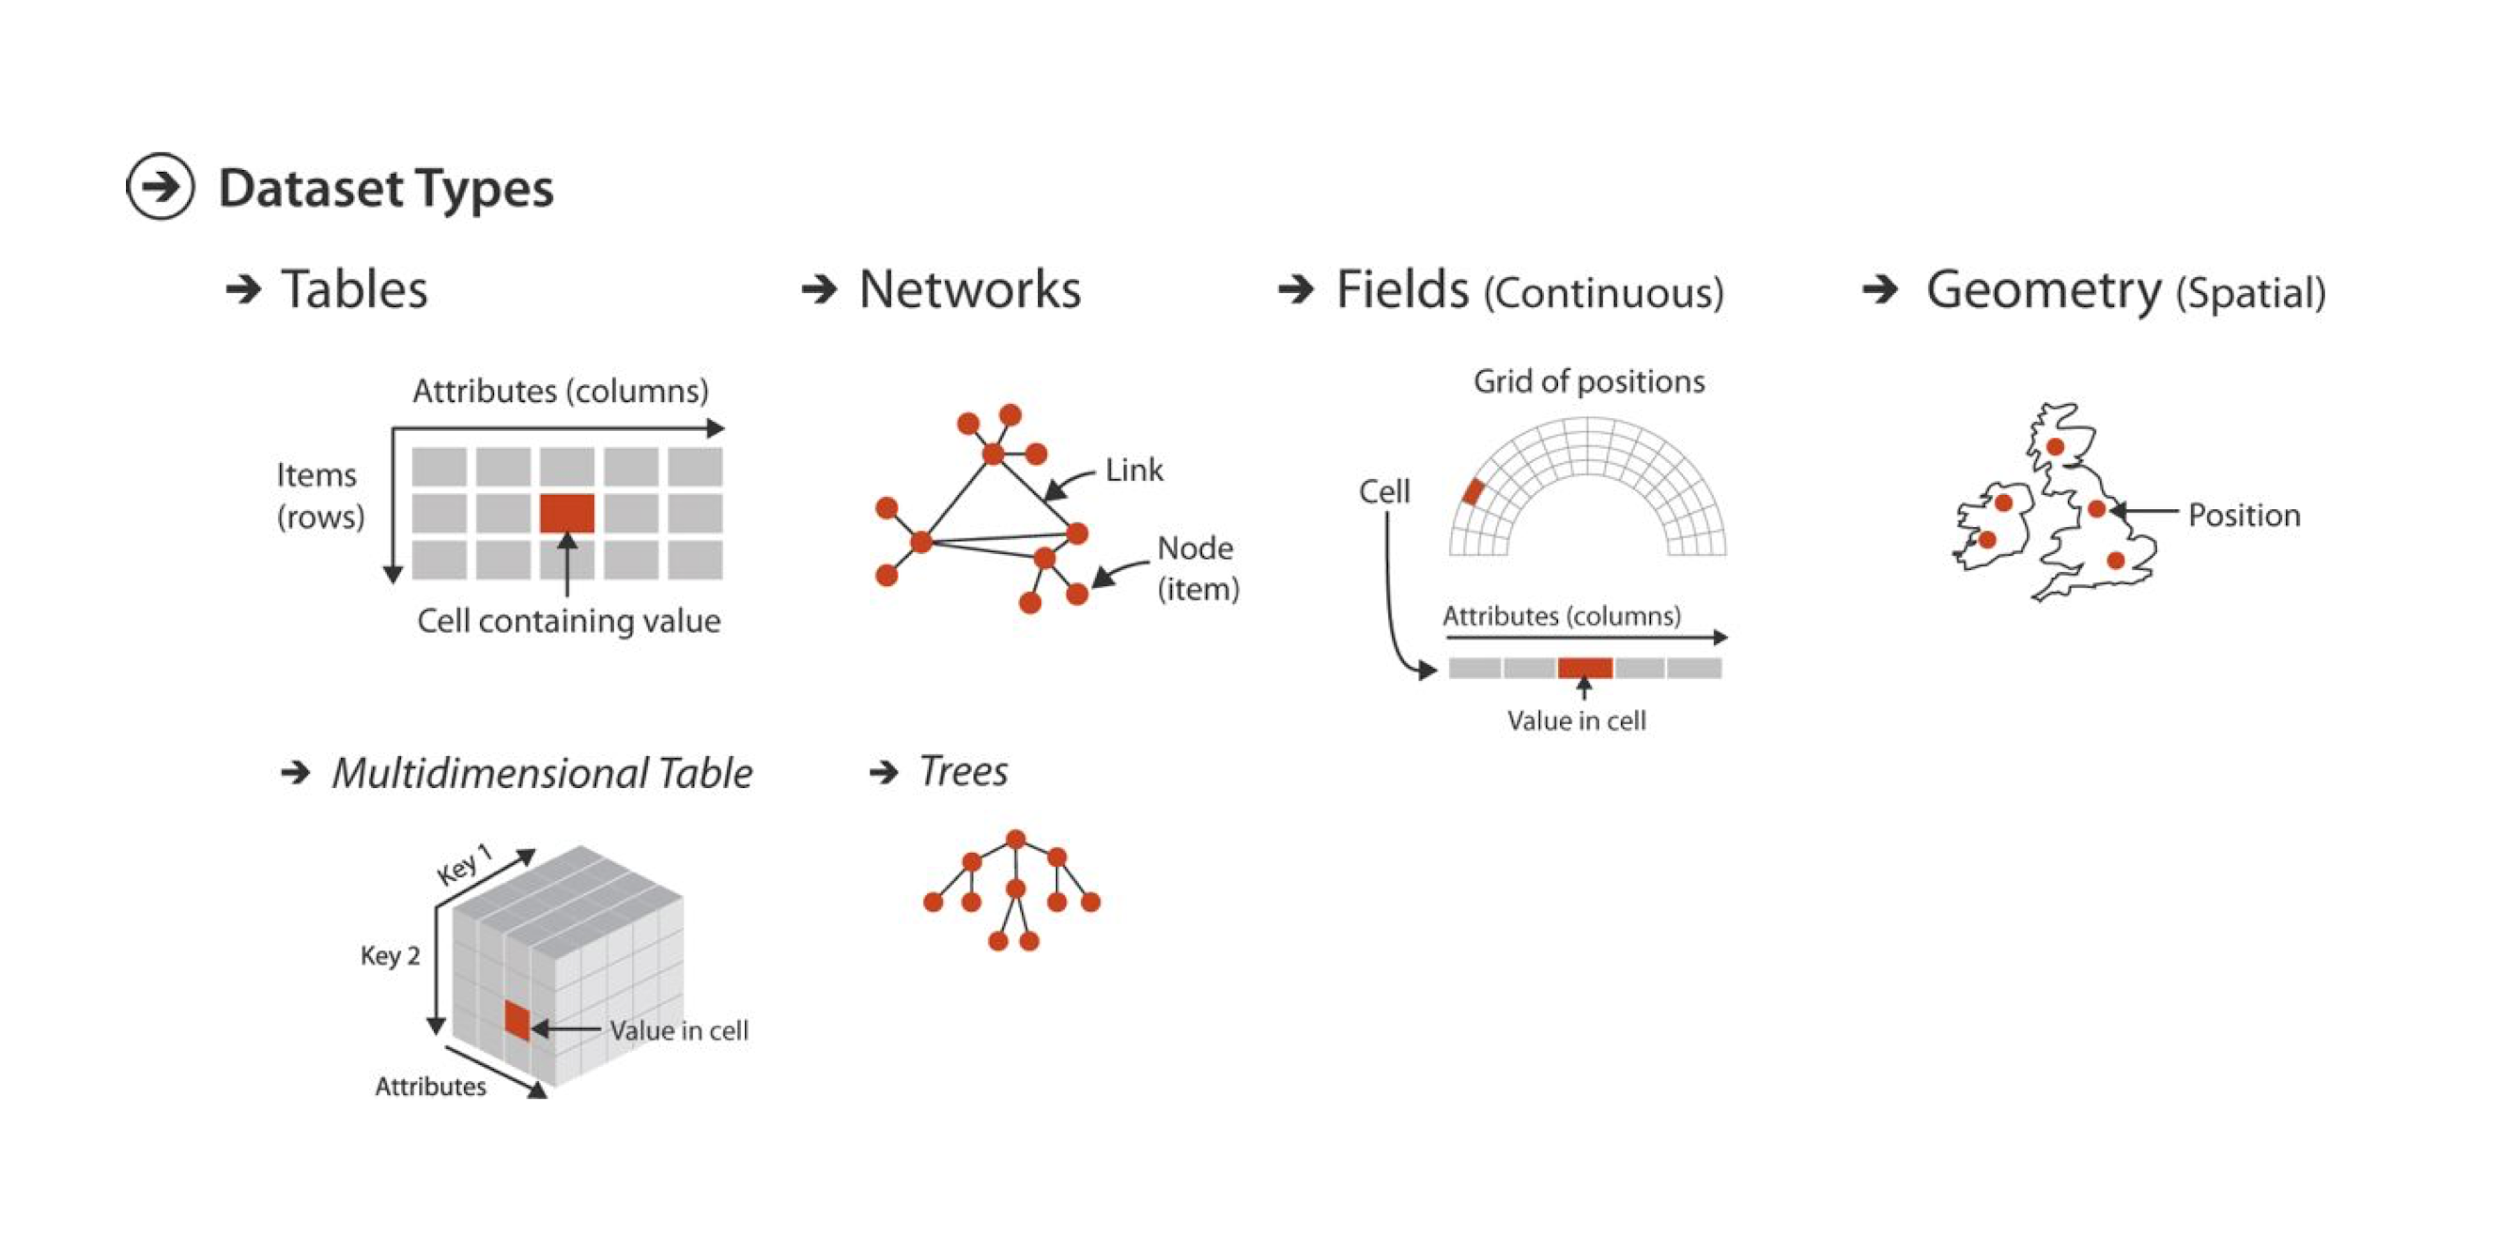 Dataset Types
Tables
Networks
Fields (Continuous)
Geometry (Spatial)
Attributes (columns)
Items
(rows)
Cell containing value
Link
Node
(item)
Grid of positions
Cell
Attributes (columns)
Value in cell
Position
Multidimensional Table
Key 1
Key 2
Value in cell
Attributes
Trees